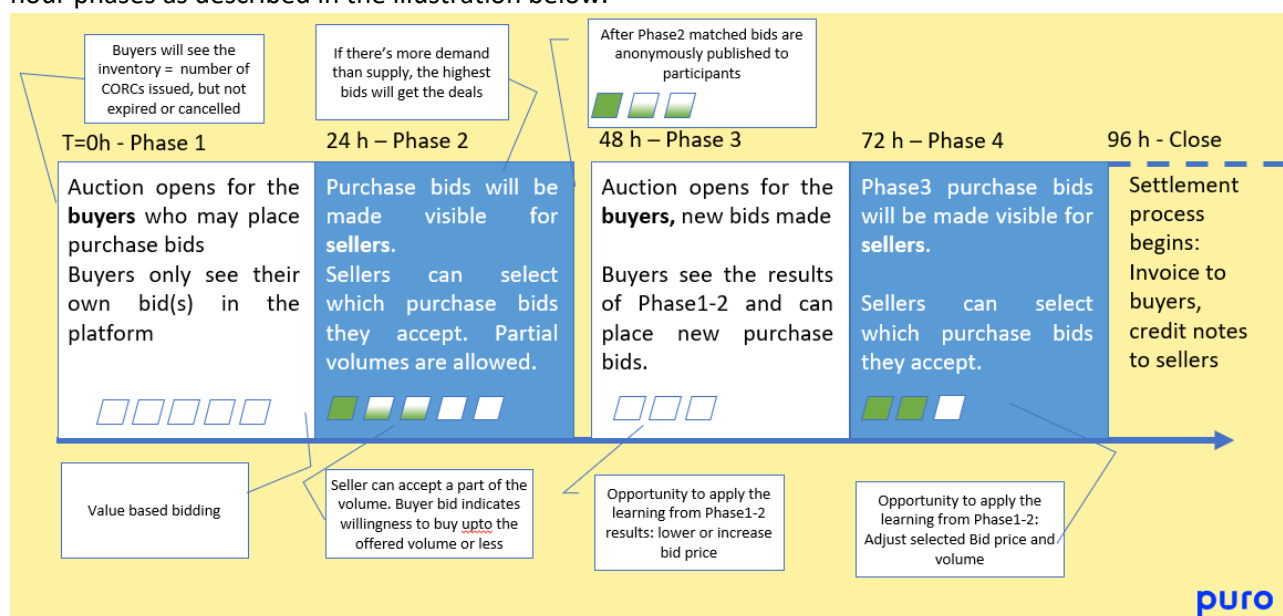 hour phases as described in the illustration below.
Buyers will see the
inventory = number of
CORCs issued, but not
expired or cancelled
If there's more demand
than supply, the highest
bids will get the deals
After Phase2 matched bids are
anonymously published to
participants
T=0h - Phase 1
24 h – Phase 2
48 h – Phase 3
72 h – Phase 4
96 h - Close
Auction opens for the
buyers who may place
purchase bids
Buyers only see their
own bid(s) in the
platform
Purchase bids will be
made visible for
sellers.
Sellers can select
which purchase bids
they accept. Partial
volumes are allowed.
Auction opens for the
buyers, new bids made
Buyers see the results
of Phase1-2 and can
place new purchase
bids.
Phase3 purchase bids
will be made visible for
sellers.
Sellers can select
which purchase bids
they accept.
Settlement
process
begins:
Invoice to
buyers,
credit notes
to sellers
Value based bidding
Seller can accept a part of the
volume. Buyer bid indicates
willingness to buy upto the
offered volume or less
Opportunity to apply the
learning from Phase1-2
results: lower or increase
bid price
Opportunity to apply the
learning from Phase1-2:
Adjust selected Bid price and
volume
puro